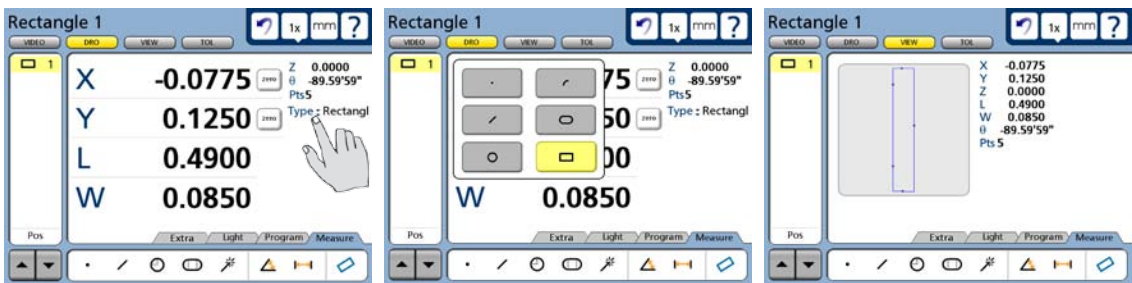 Rectangle 1 1x mm ?
VIDEO DRO VIEW TOL
1
X -0.0775 zero Z 0.0000
θ -89.59'59"
Pts5
Y 0.1250 zero Type : Rectangl
L 0.4900
W 0.0850
Pos Extra Light Program Measure
Rectangle 1 1x mm ?
VIDEO DRO VIEW TOL
1
75 zero Z 0.0000
θ -89.59'59"
Pts5
50 zero Type : Rectangl
00
W 0.0850
Pos Extra Light Program Measure
Rectangle 1 1x mm ?
VIDEO DRO VIEW TOL
1
X -0.0775
Y 0.1250
Z 0.0000
L 0.4900
W 0.0850
θ -89.59'59"
Pts 5
Pos Extra Light Program Measure